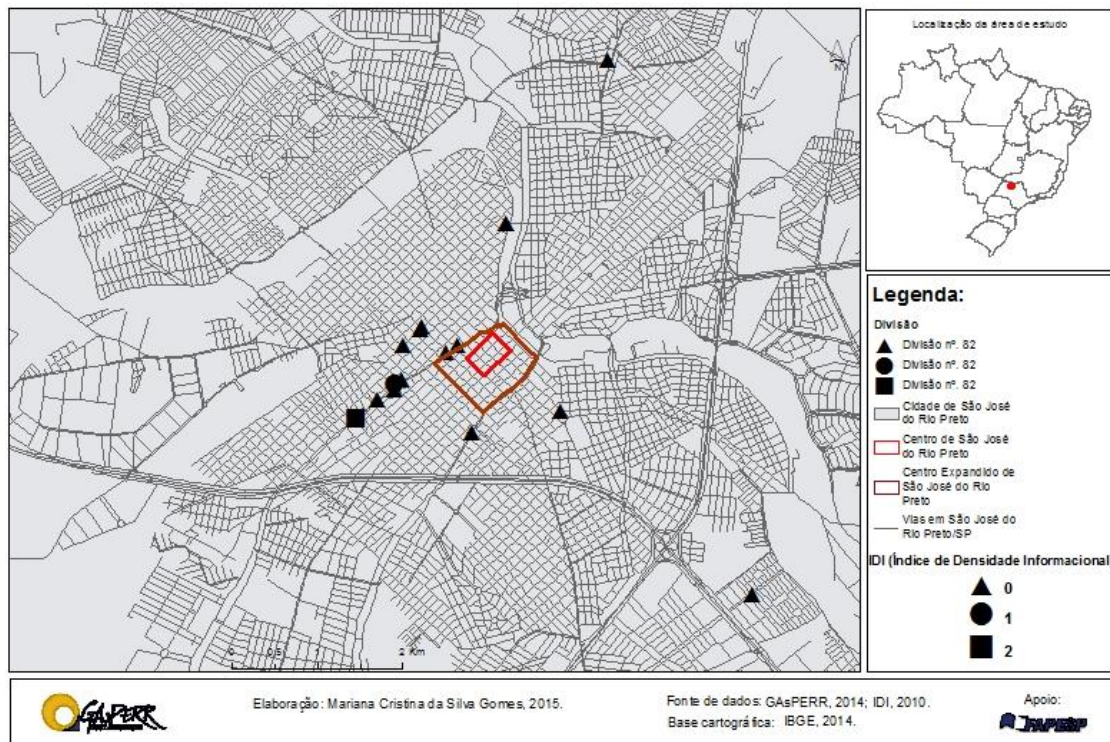 Localização da área de estudo
N
Legenda:
Divisão
Divisão nº. 82
Divisão nº. 82
Divisão nº. 82
Cidade de São José
do Rio Preto
Centro de São José
do Rio Preto
Centro Expandido de
São José do Rio
Preto
Vias em São José do
Rio Preto/SP
IDI (Índice de Densidade Informacional
0
1
2
0 0,5 1 2 Km
GAsPERR
Elaboração: Mariana Cristina da Silva Gomes, 2015.
Fonte de dados: GAsPERR, 2014; IDI, 2010.
Base cartográfica: IBGE, 2014.
Apoio:
FAPESP